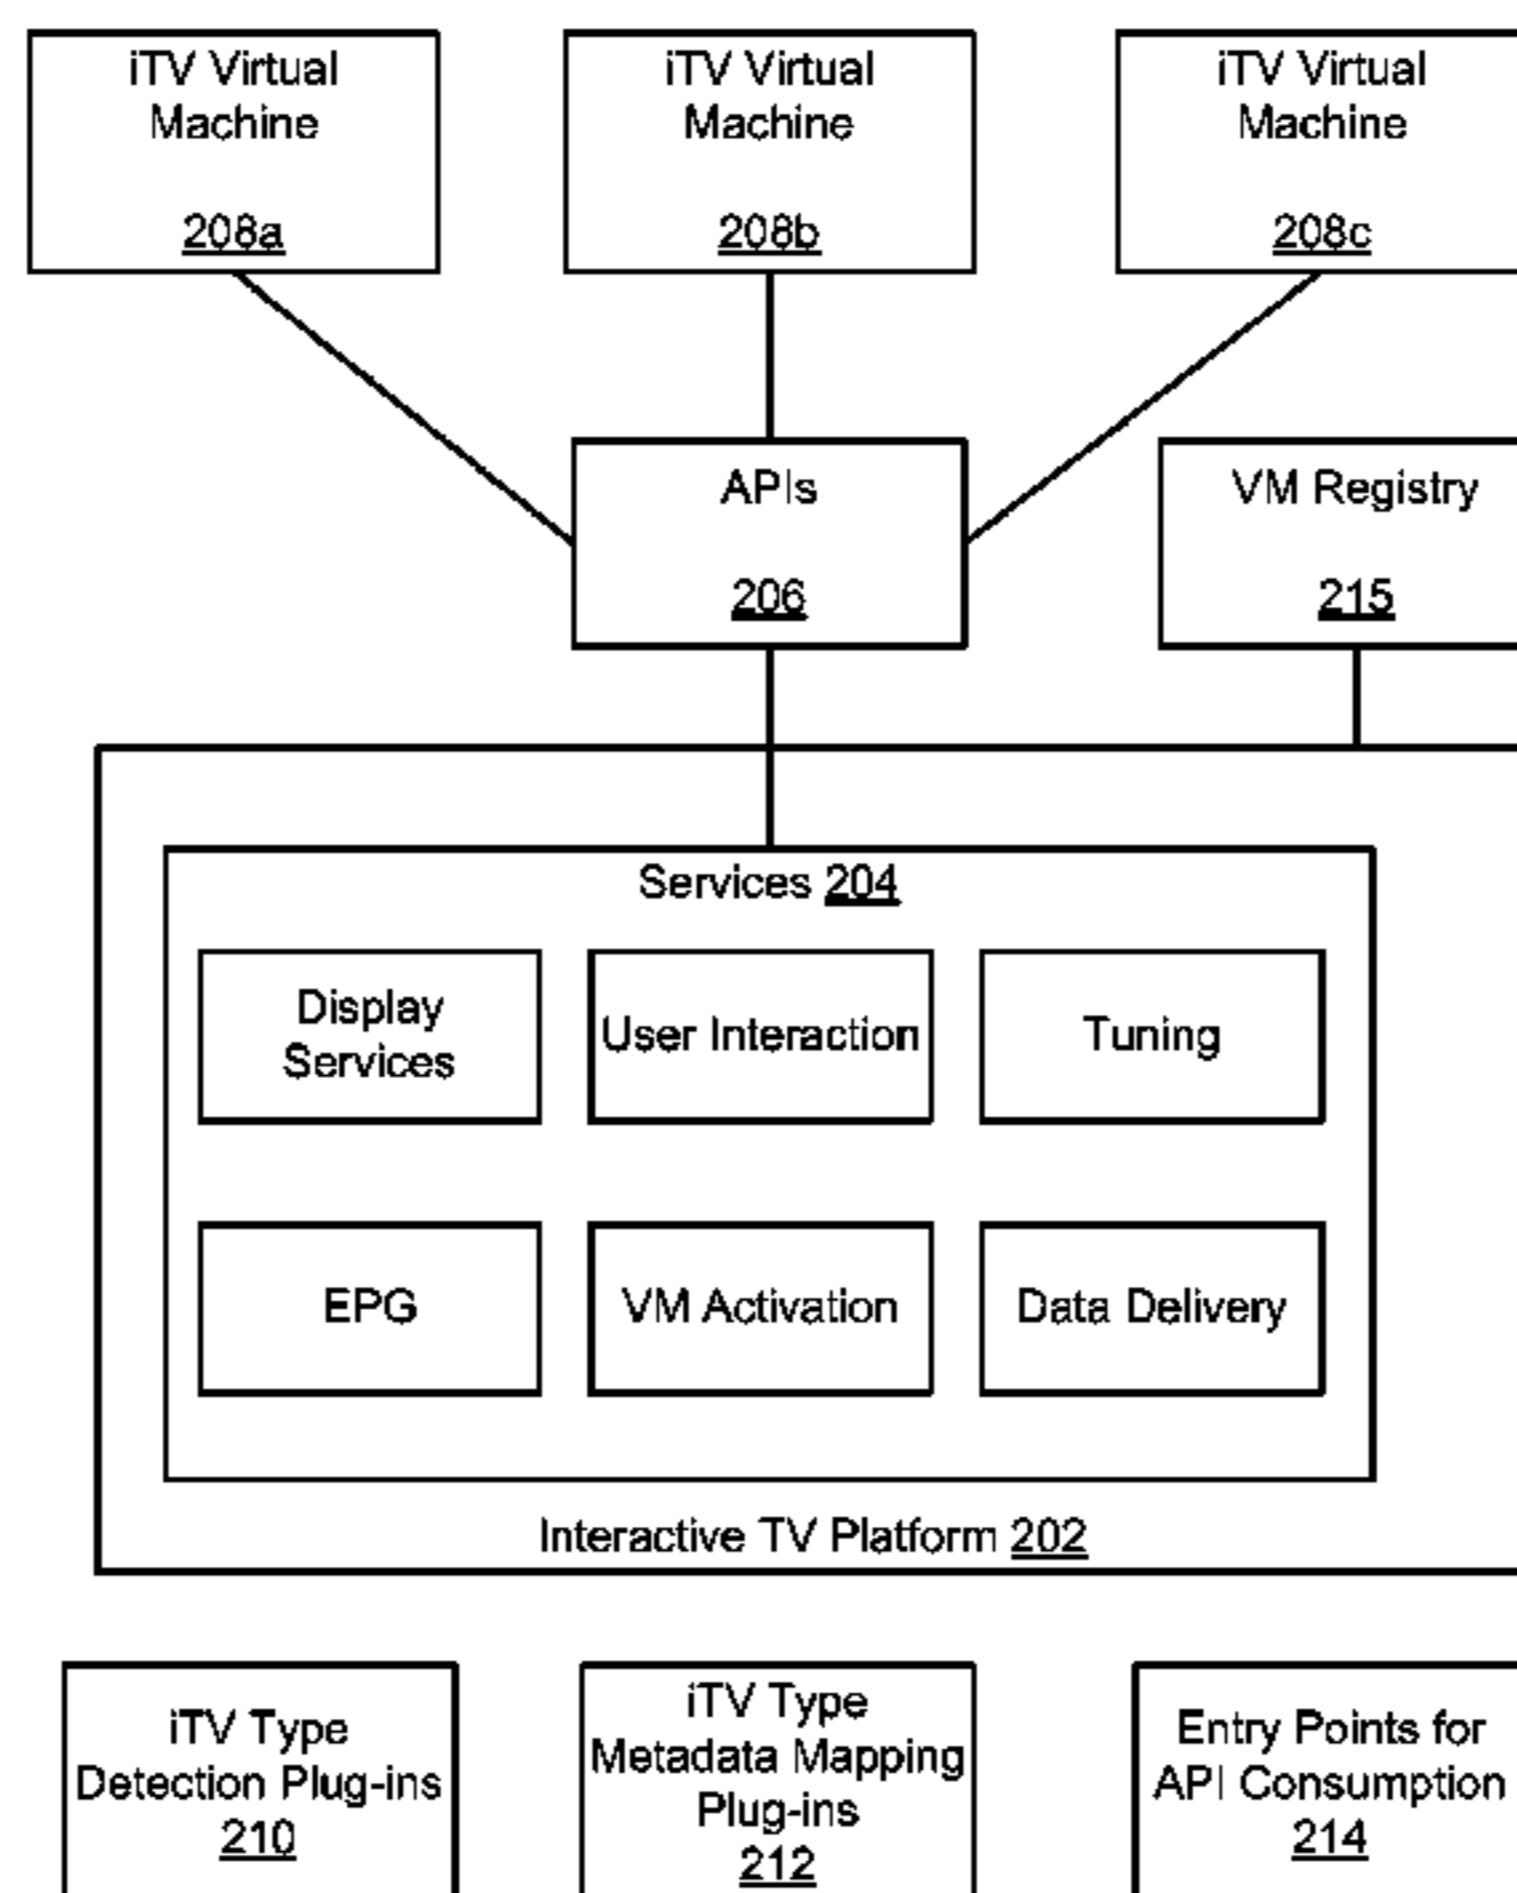 iTV Virtual
Machine
208a
iTV Virtual
Machine
208b
iTV Virtual
Machine
208c
APIs
206
VM Registry
215
Services 204
Display
Services
User Interaction
Tuning
EPG
VM Activation
Data Delivery
Interactive TV Platform 202
iTV Type
Detection Plug-ins
210
iTV Type
Metadata Mapping
Plug-ins
212
Entry Points for
API Consumption
214